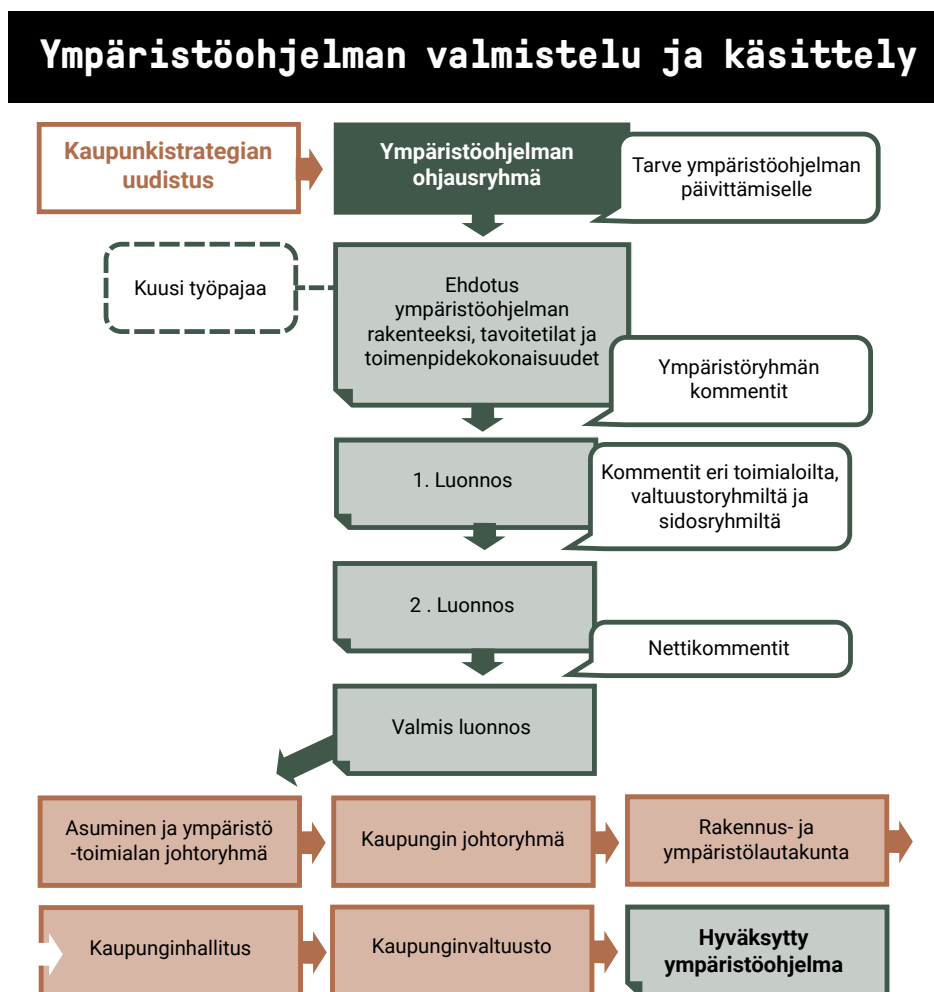 Ympäristöohjelman valmistelu ja käsittely
Kaupunkistrategian
uudistus
Ympäristöohjelman
ohjausryhmä
Tarve ympäristöohjelman
päivittämiselle
Kuusi työpajaa
Ehdotus
ympäristöohjelman
rakenteeksi, tavoitetilat ja
toimenpidekokonaisuudet
Ympäristöryhmän
kommentit
1. Luonnos
Kommentit eri toimialoilta,
valtuustoryhmiltä ja
sidosryhmiltä
2 . Luonnos
Nettikommentit
Valmis luonnos
Asuminen ja ympäristö
-toimialan johtoryhmä
Kaupungin johtoryhmä
Rakennus- ja
ympäristölautakunta
Kaupunginhallitus
Kaupunginvaltuusto
Hyväksytty
ympäristöohjelma